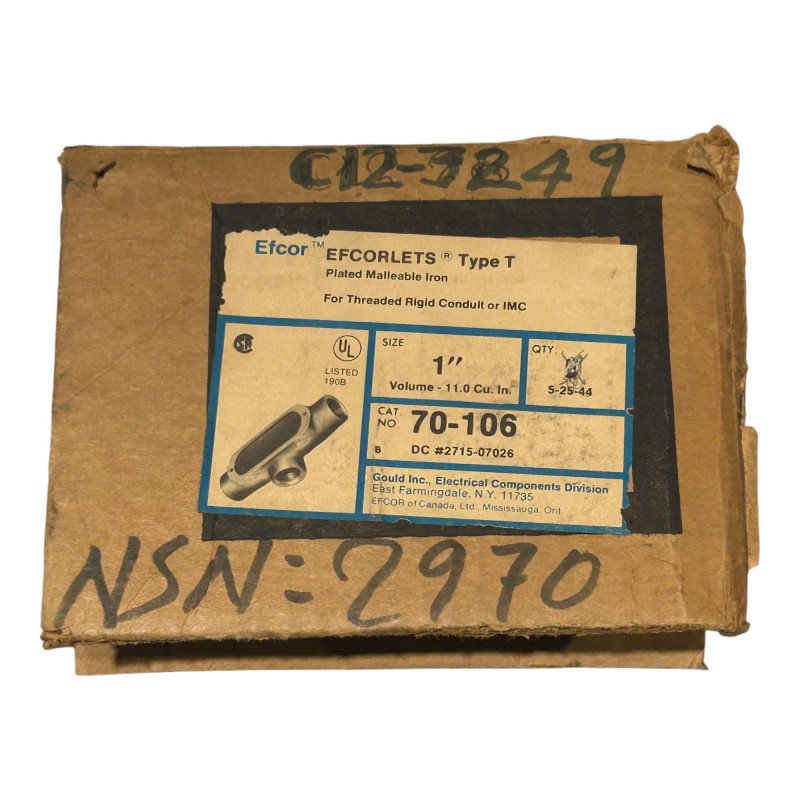 C12-3249
Efcor™ EFCORLETS® Type T
Plated Malleable Iron
For Threaded Rigid Conduit or IMC
UL
LISTED
190B
SIZE
1"
Volume - 11.0 Cu. In.
QTY
5-25-44
CAT NO
70-106
B DC #2715-07026
Gould Inc., Electrical Components Division
East Farmingdale, N.Y. 11735
EFCOR of Canada, Ltd. Mississauga, Ont.
NSN:2970